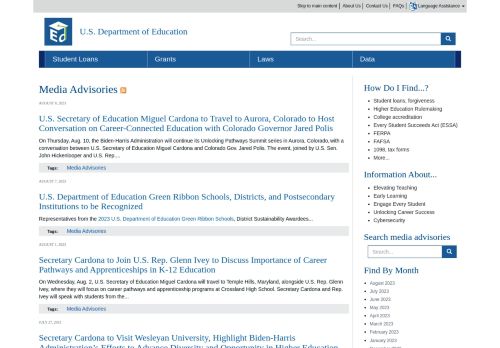 Skip to main content | About Us | Contact Us | FAQs | Language Assistance
U.S. Department of Education
Search...
Student Loans
Grants
Laws
Data
Media Advisories
AUGUST 9, 2023
U.S. Secretary of Education Miguel Cardona to Travel to Aurora, Colorado to Host
Conversation on Career-Connected Education with Colorado Governor Jared Polis
On Thursday, Aug. 10, the Biden-Harris Administration will continue its Unlocking Pathways Summit series in Aurora, Colorado, with a
conversation between U.S. Secretary of Education Miguel Cardona and Colorado Gov. Jared Polis. The event, joined by U.S. Sen.
John Hickenlooper and U.S. Rep....
Tags: Media Advisories
AUGUST 7, 2023
U.S. Department of Education Green Ribbon Schools, Districts, and Postsecondary
Institutions to be Recognized
Representatives from the 2023 U.S. Department of Education Green Ribbon Schools, District Sustainability Awardees...
Tags: Media Advisories
AUGUST 1, 2023
Secretary Cardona to Join U.S. Rep. Glenn Ivey to Discuss Importance of Career
Pathways and Apprenticeships in K-12 Education
On Wednesday, Aug. 2, U.S. Secretary of Education Miguel Cardona will travel to Temple Hills, Maryland, alongside U.S. Rep. Glenn
Ivey, where they will focus on career pathways and apprenticeship programs at Crossland High School. Secretary Cardona and Rep.
Ivey will speak with students from the...
Tags: Media Advisories
JULY 27, 2023
Secretary Cardona to Visit Wesleyan University, Highlight Biden-Harris
Administration's Efforts to Advance Diversity and Opportunity in Higher Education
How Do I Find...?
Student loans, forgiveness
Higher Education Rulemaking
College accreditation
Every Student Succeeds Act (ESSA)
FERPA
FAFSA
1098, tax forms
More...
Information About...
Elevating Teaching
Early Learning
Engage Every Student
Unlocking Career Success
Cybersecurity
Search media advisories
Search...
Find By Month
August 2023
July 2023
June 2023
May 2023
April 2023
March 2023
February 2023
January 2023